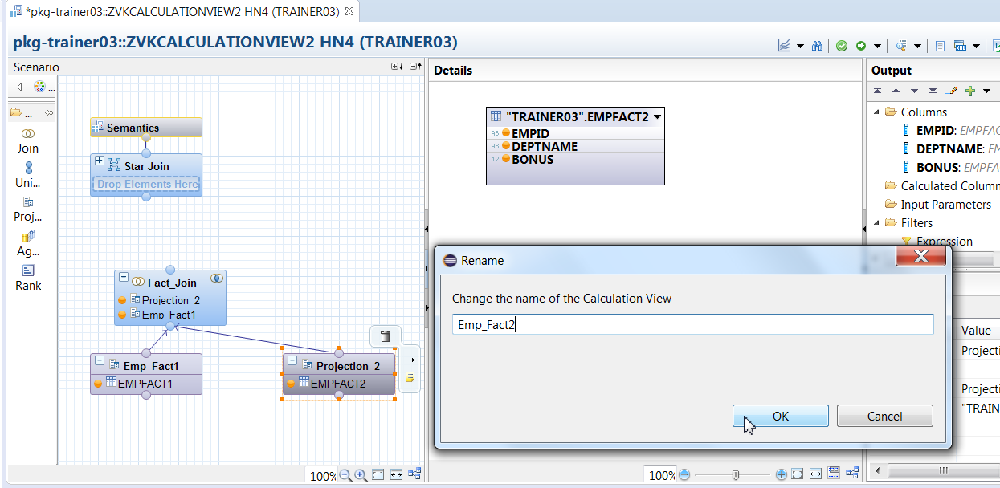 *pkg-trainer03::ZVKCALCULATIONVIEW2 HN4 (TRAINER03)
pkg-trainer03::ZVKCALCULATIONVIEW2 HN4 (TRAINER03)
Scenario
...
...
Join
Uni...
Proj...
Ag...
Rank
Semantics
Star Join
Drop Elements Here
Fact_Join
Projection_2
Emp_Fact1
Emp_Fact1
EMPFACT1
Projection_2
EMPFACT2
100%
Details
"TRAINER03".EMPFACT2
AB EMPID
AB DEPTNAME
12 BONUS
Rename
Change the name of the Calculation View
Emp_Fact2
OK
Cancel
100%
Output
Columns
EMPID: EMPFAC
DEPTNAME: EM
BONUS: EMPFA
Calculated Column
Input Parameters
Filters
Expression
Value
Projecti
Projecti
"TRAIN